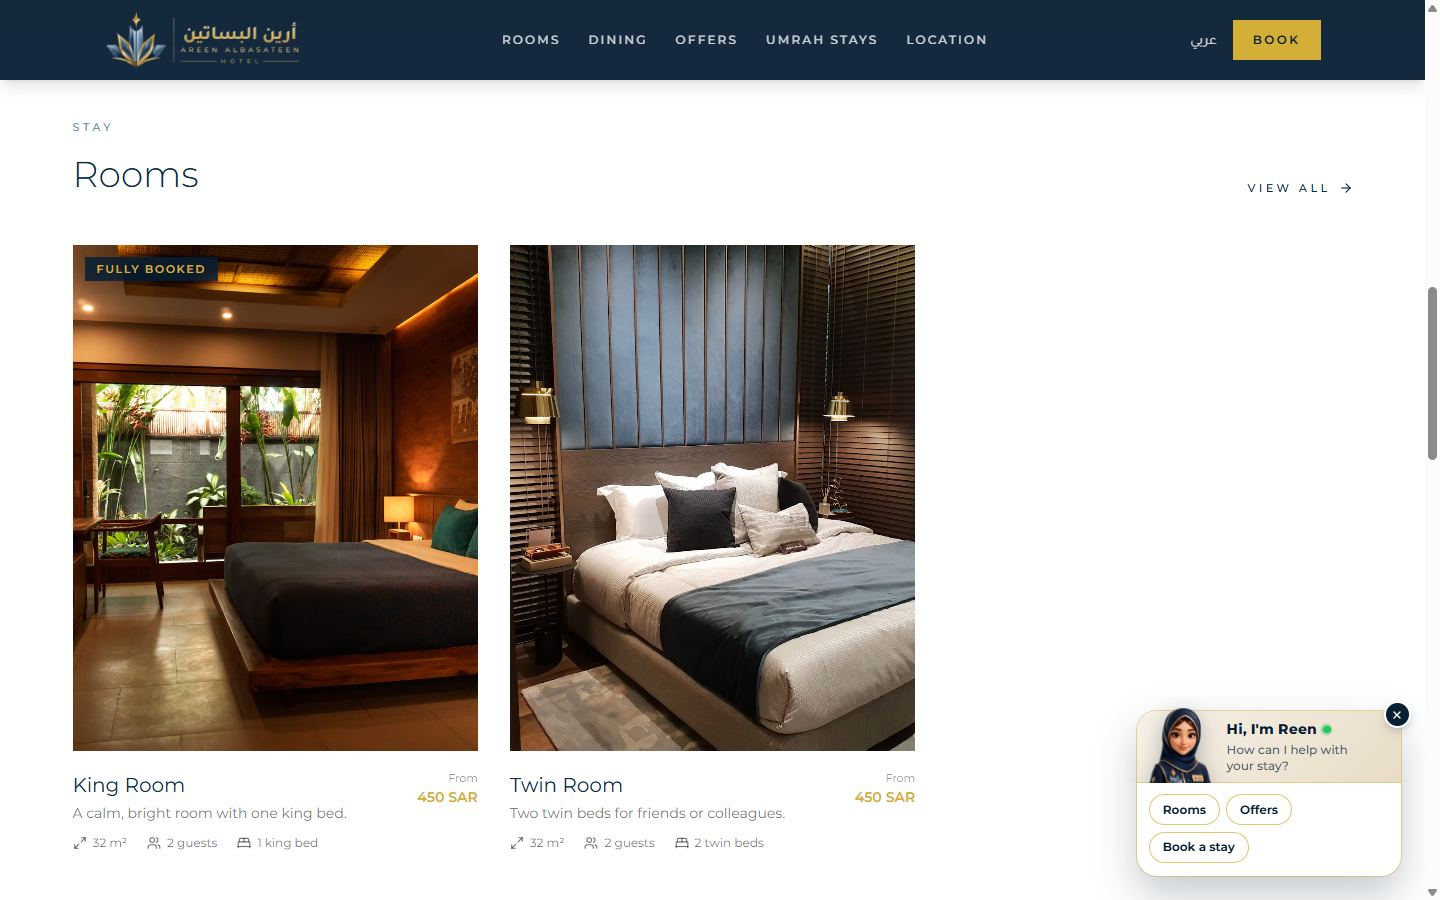 أرين البساتين
AREEN ALBASATEEN
HOTEL
ROOMS
DINING
OFFERS
UMRAH STAYS
LOCATION
عربي
BOOK
STAY
Rooms
VIEW ALL
FULLY BOOKED
King Room
From
450 SAR
A calm, bright room with one king bed.
32 m²
2 guests
1 king bed
Twin Room
From
450 SAR
Two twin beds for friends or colleagues.
32 m²
2 guests
2 twin beds
Hi, I'm Reen
How can I help with
your stay?
Rooms
Offers
Book a stay